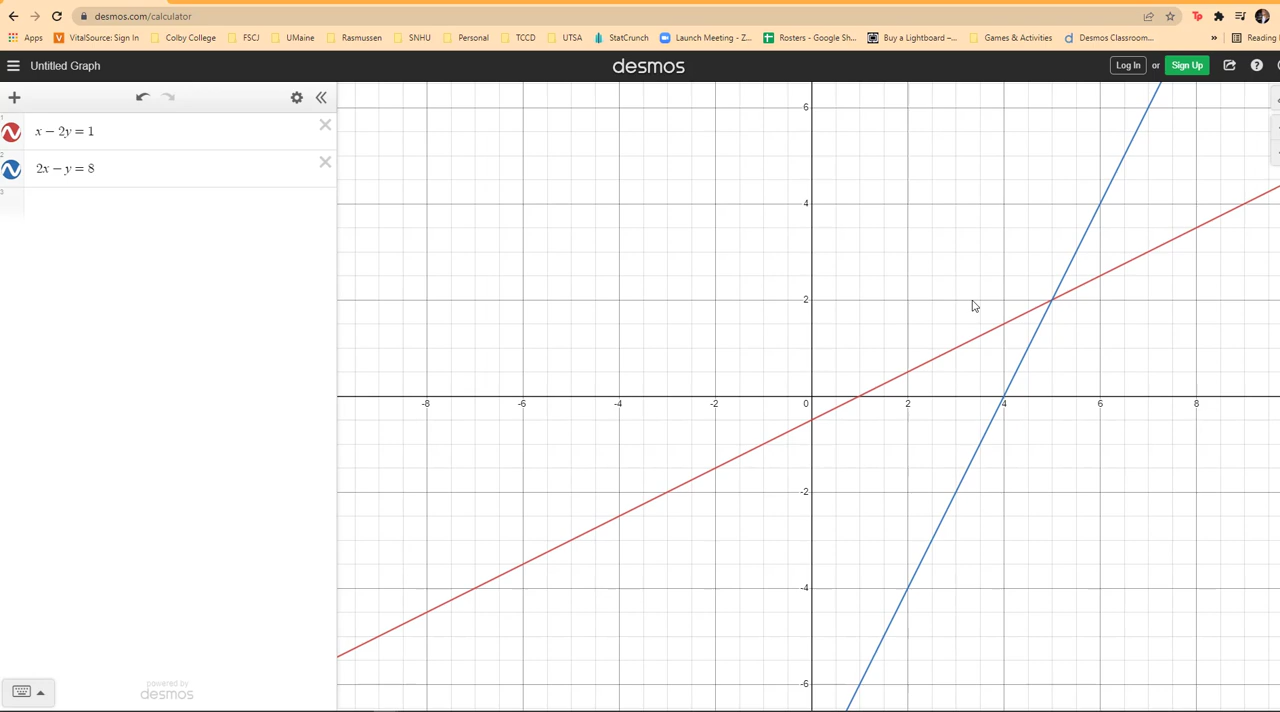 desmos.com/calculator
Apps VitalSource: Sign In Colby College FSCJ UMaine Rasmussen SNHU Personal TCCD UTSA StatCrunch Launch Meeting - Z... Rosters - Google Sh... Buy a Lightboard –... Games & Activities Desmos Classroom... » Reading
Untitled Graph desmos Log In or Sign Up
1
x − 2y = 1
2
2x − y = 8
3
6
4
2
-8 -6 -4 -2 0 2 4 6 8
-2
-4
-6
powered by
desmos